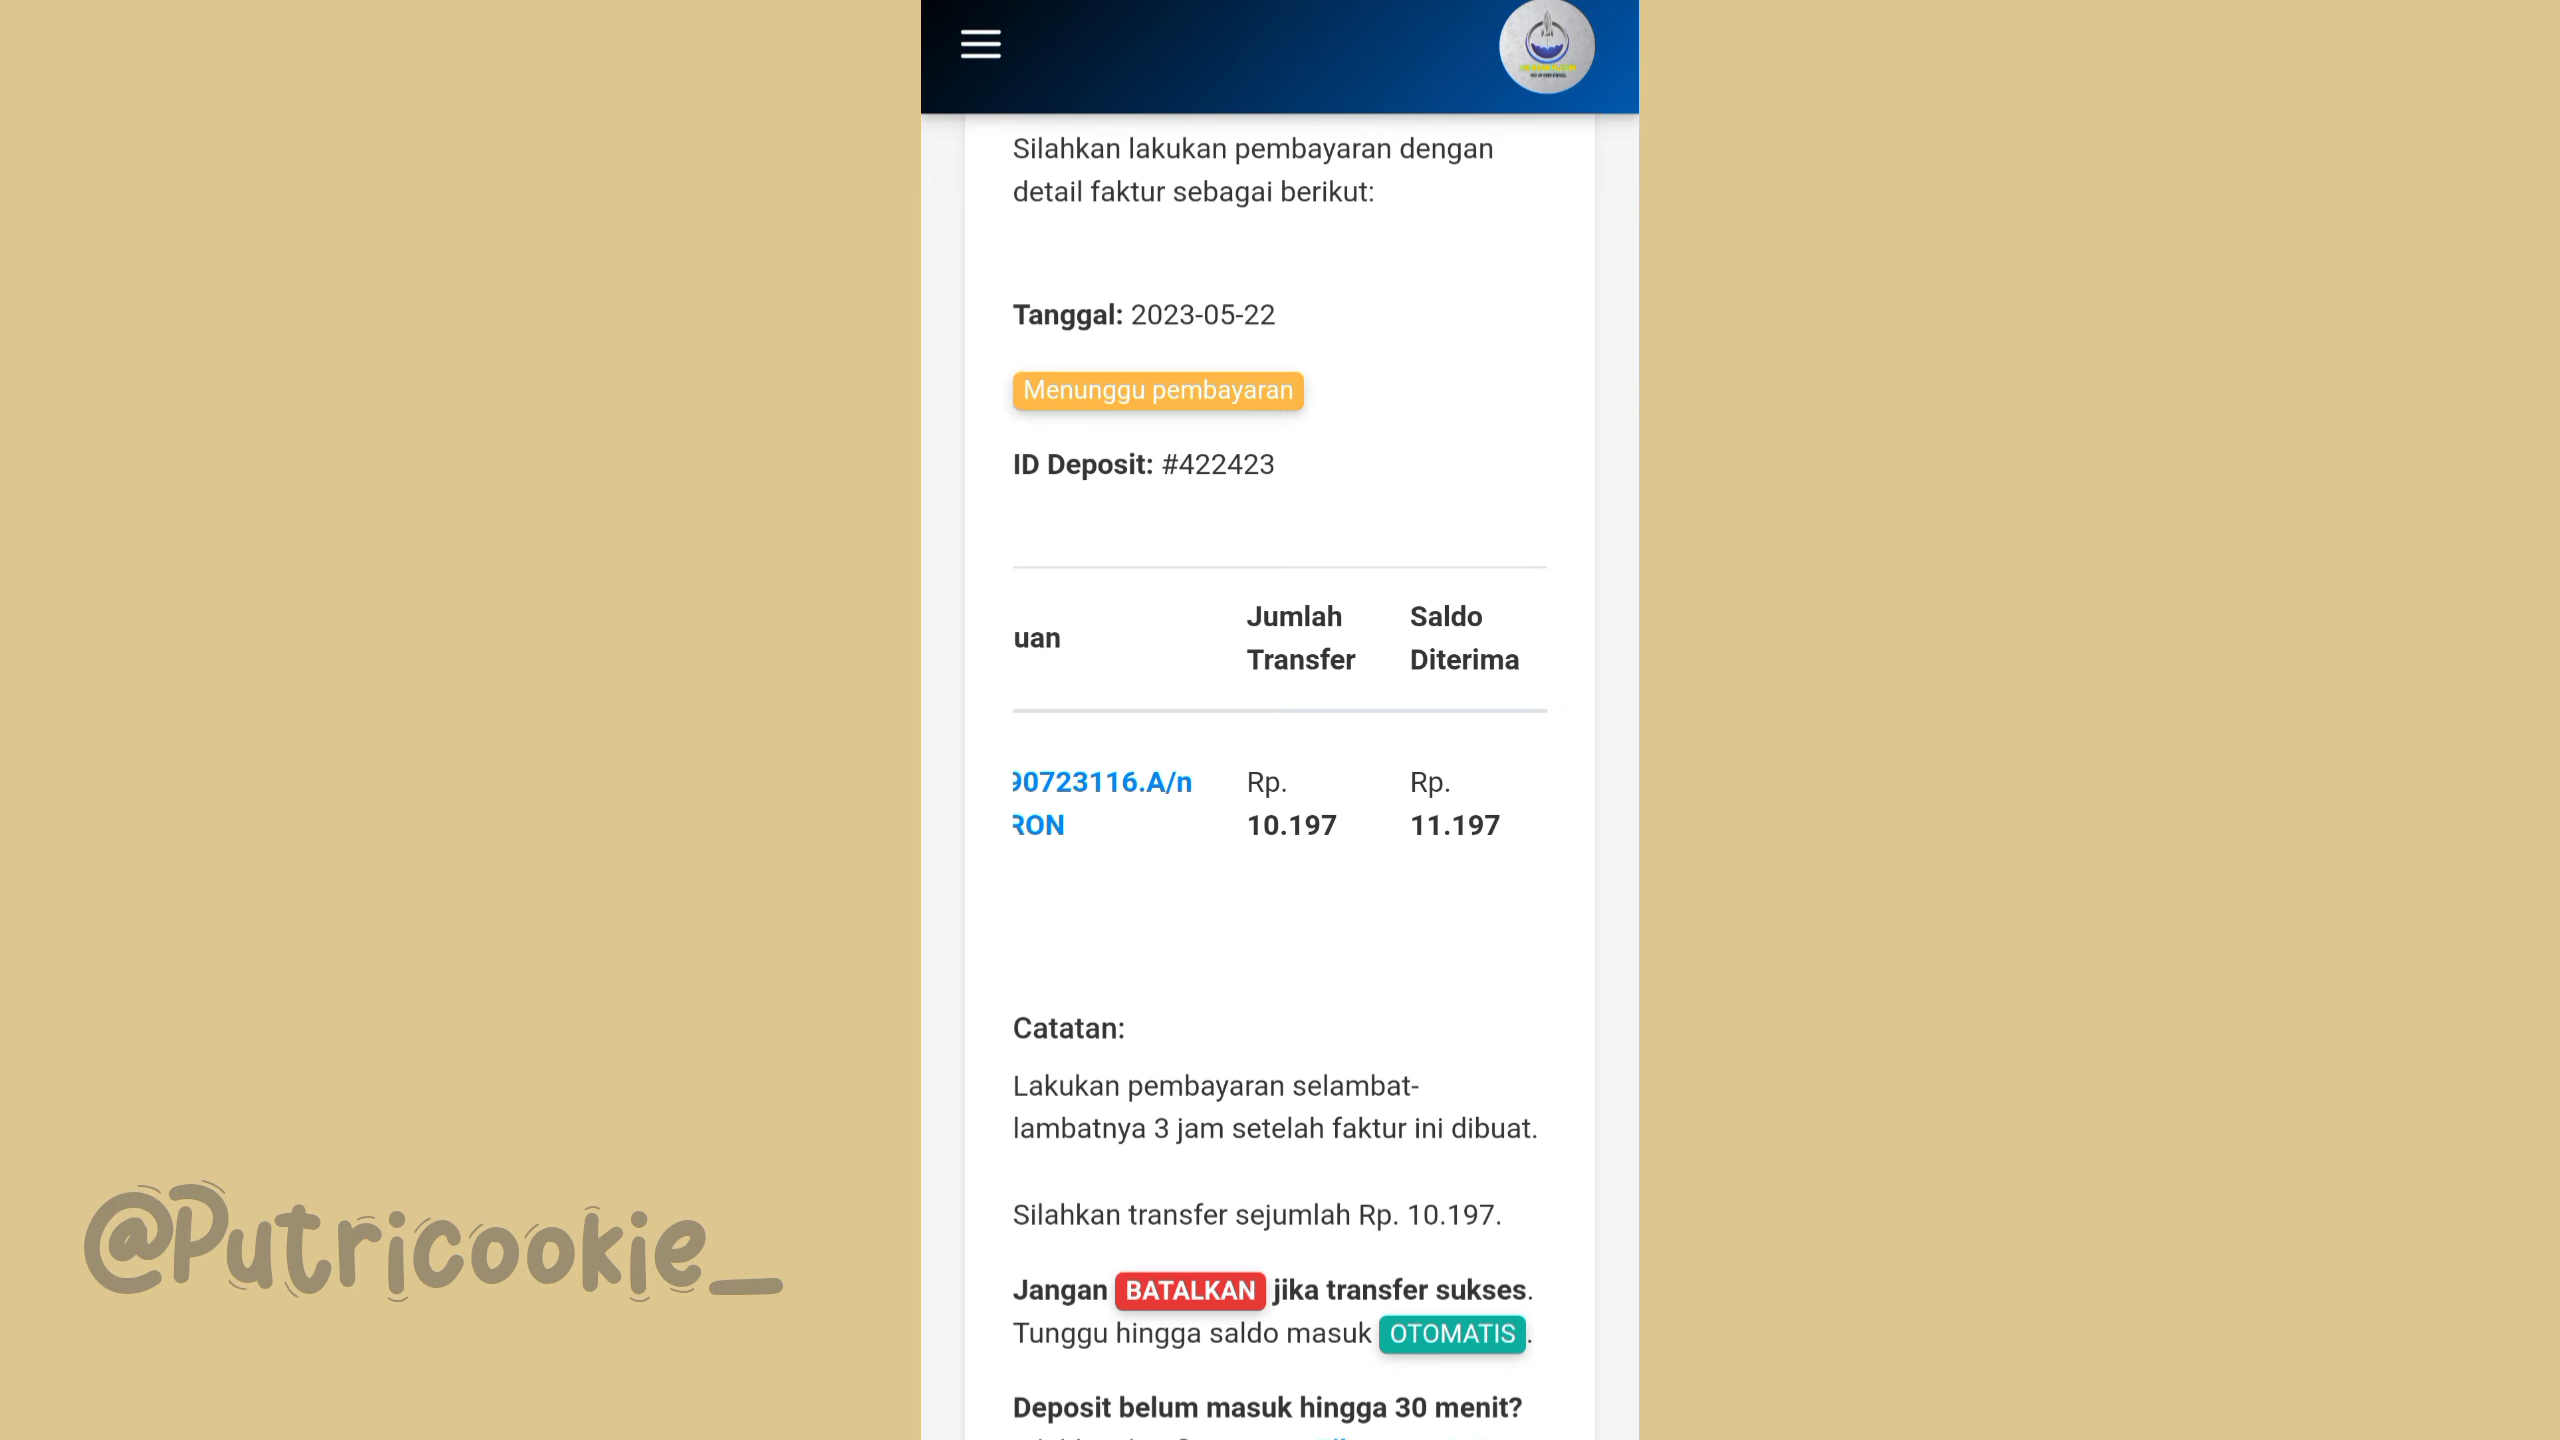 Silahkan lakukan pembayaran dengan
detail faktur sebagai berikut:
Tanggal: 2023-05-22
Menunggu pembayaran
ID Deposit: #422423
uan
Jumlah
Transfer
Saldo
Diterima
90723116.A/n
RON
Rp.
10.197
Rp.
11.197
Catatan:
Lakukan pembayaran selambat-
lambatnya 3 jam setelah faktur ini dibuat.
Silahkan transfer sejumlah Rp. 10.197.
Jangan BATALKAN jika transfer sukses.
Tunggu hingga saldo masuk OTOMATIS.
Deposit belum masuk hingga 30 menit?
@Putricookie_